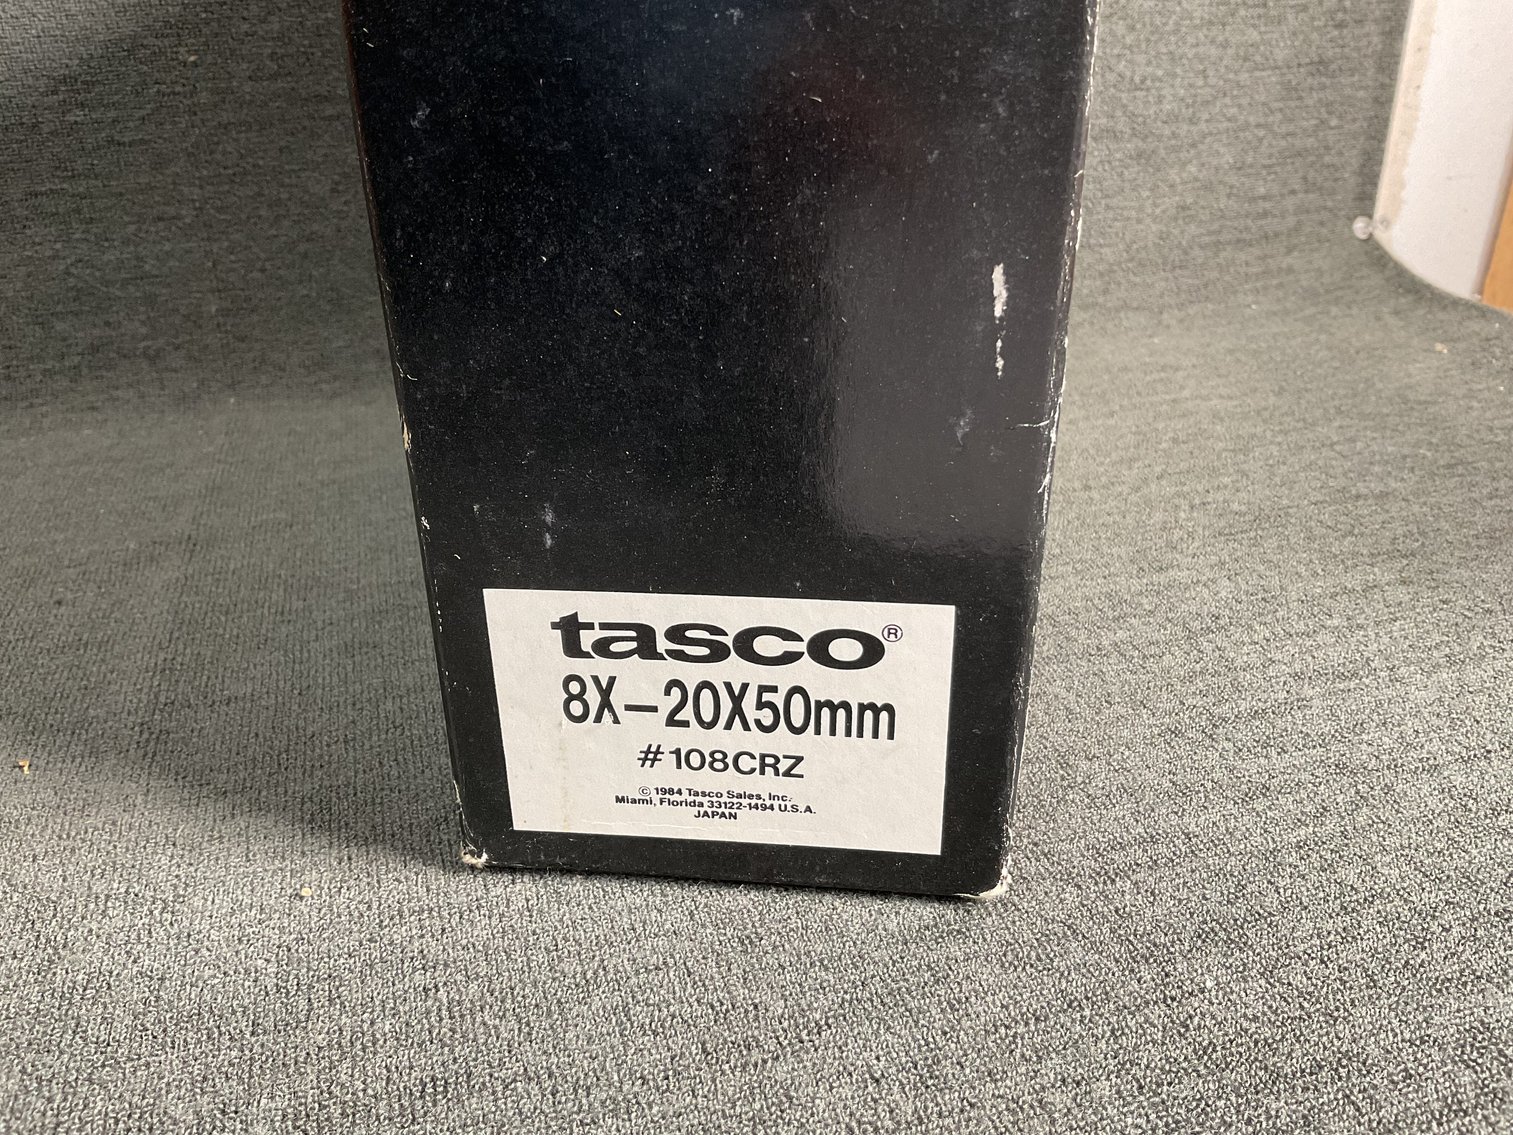 tasco®
8X-20X50mm
#108CRZ
© 1984 Tasco Sales, Inc.
Miami, Florida 33122-1494 U.S.A.
JAPAN